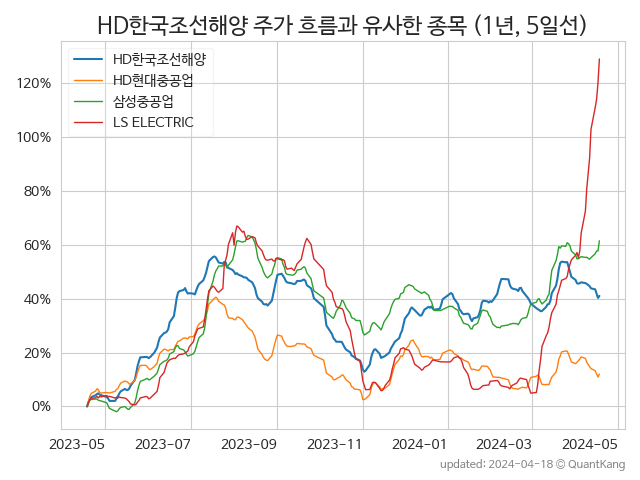 HD한국조선해양 주가 흐름과 유사한 종목 (1년, 5일선)
HD한국조선해양
HD현대중공업
삼성중공업
LS ELECTRIC
120%
100%
80%
60%
40%
20%
0%
2023-05 2023-07 2023-09 2023-11 2024-01 2024-03 2024-05
updated: 2024-04-18 @ QuantKang